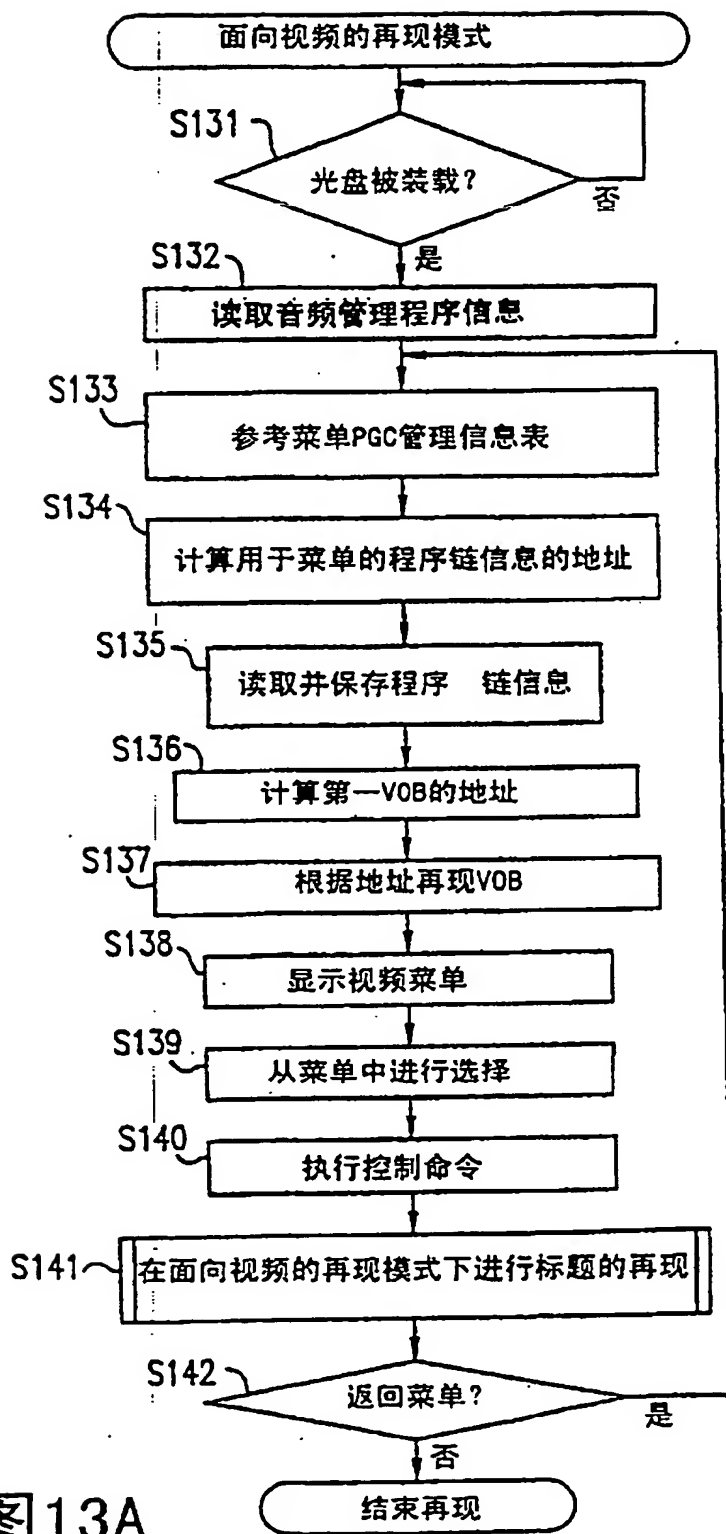 面向视频的再现模式
S131
光盘被装载?
否
是
S132
读取音频管理程序信息
S133
参考菜单PGC管理信息表
S134
计算用于菜单的程序链信息的地址
S135
读取并保存程序 链信息
S136
计算第一VOB的地址
S137
根据地址再现VOB
S138
显示视频菜单
S139
从菜单中进行选择
S140
执行控制命令
S141
在面向视频的再现模式下进行标题的再现
S142
返回菜单?
是
否
结束再现
图13A